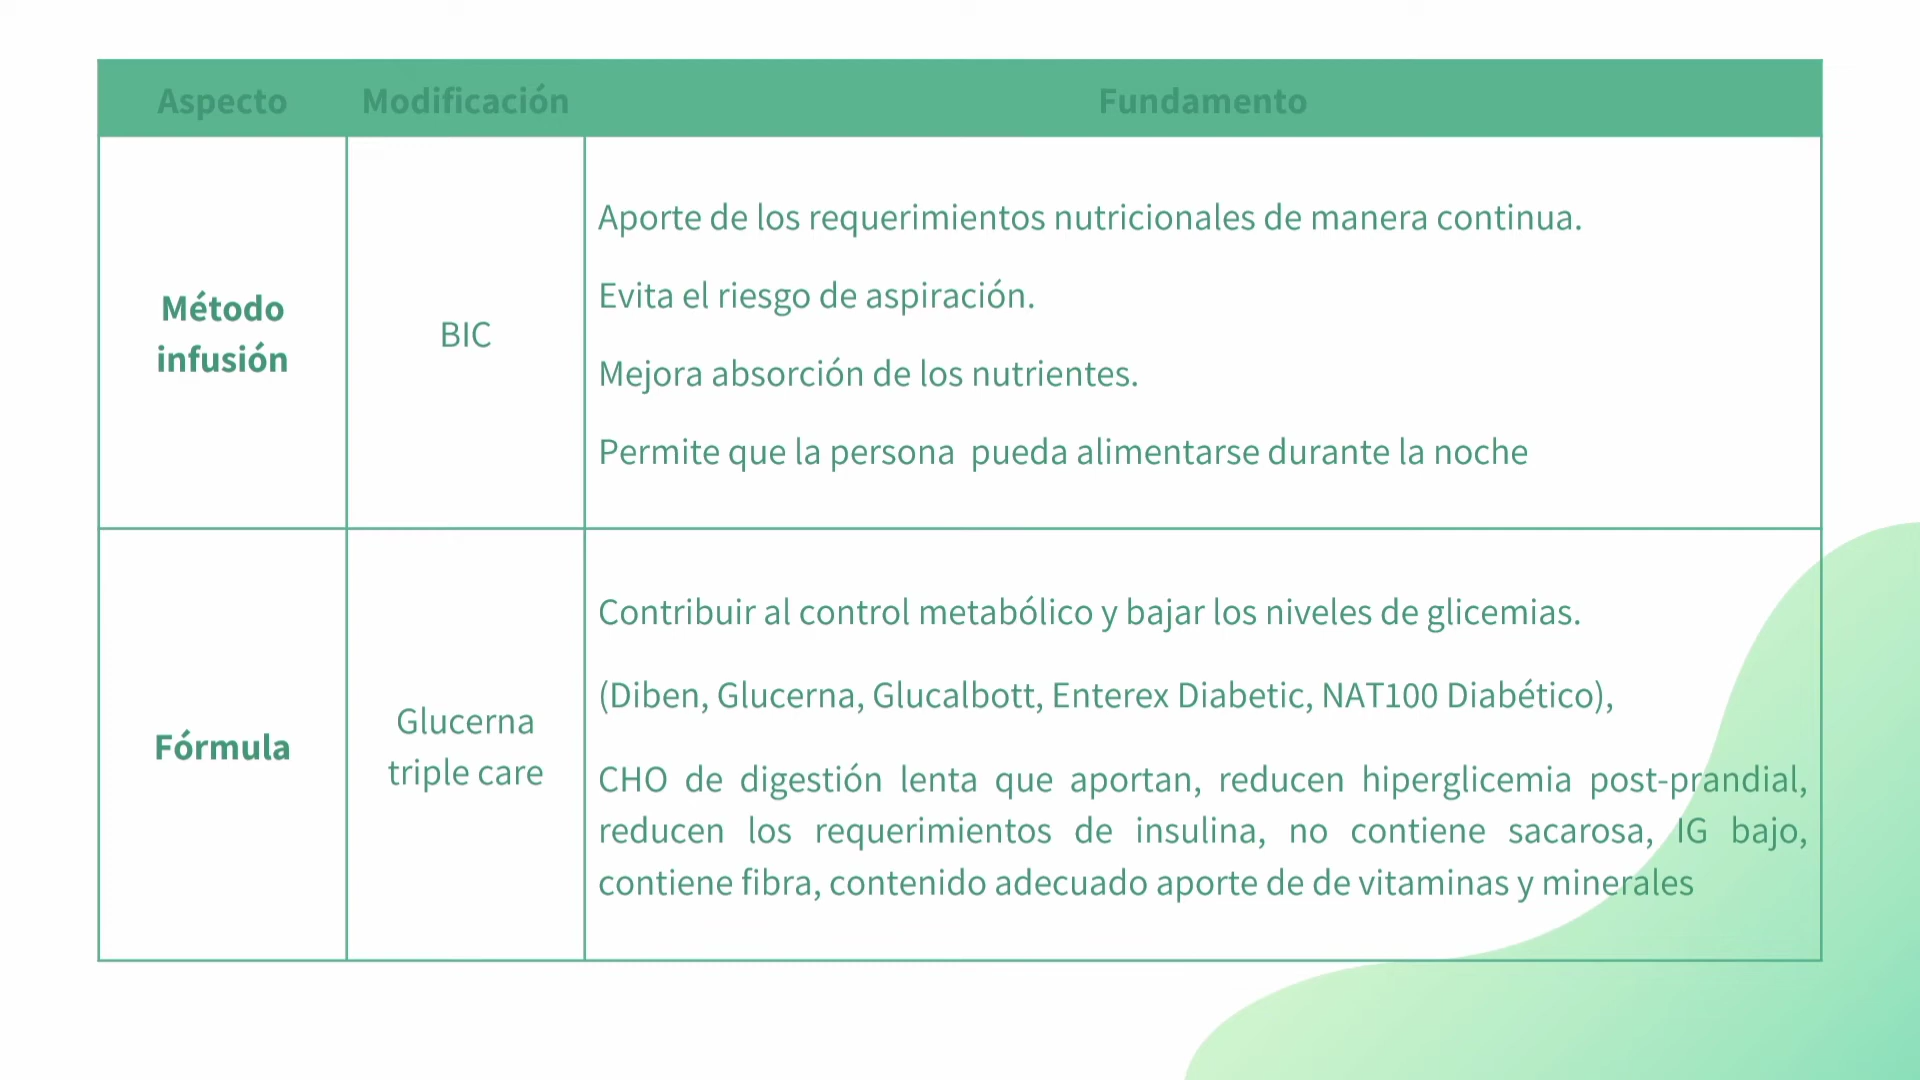 Aspecto Modificación Fundamento
Método
infusión
BIC
Aporte de los requerimientos nutricionales de manera continua.
Evita el riesgo de aspiración.
Mejora absorción de los nutrientes.
Permite que la persona  pueda alimentarse durante la noche
Fórmula
Glucerna
triple care
Contribuir al control metabólico y bajar los niveles de glicemias.
(Diben, Glucerna, Glucalbott, Enterex Diabetic, NAT100 Diabético),
CHO de digestión lenta que aportan, reducen hiperglicemia post-prandial,
reducen los requerimientos de insulina, no contiene sacarosa, IG bajo,
contiene fibra, contenido adecuado aporte de de vitaminas y minerales